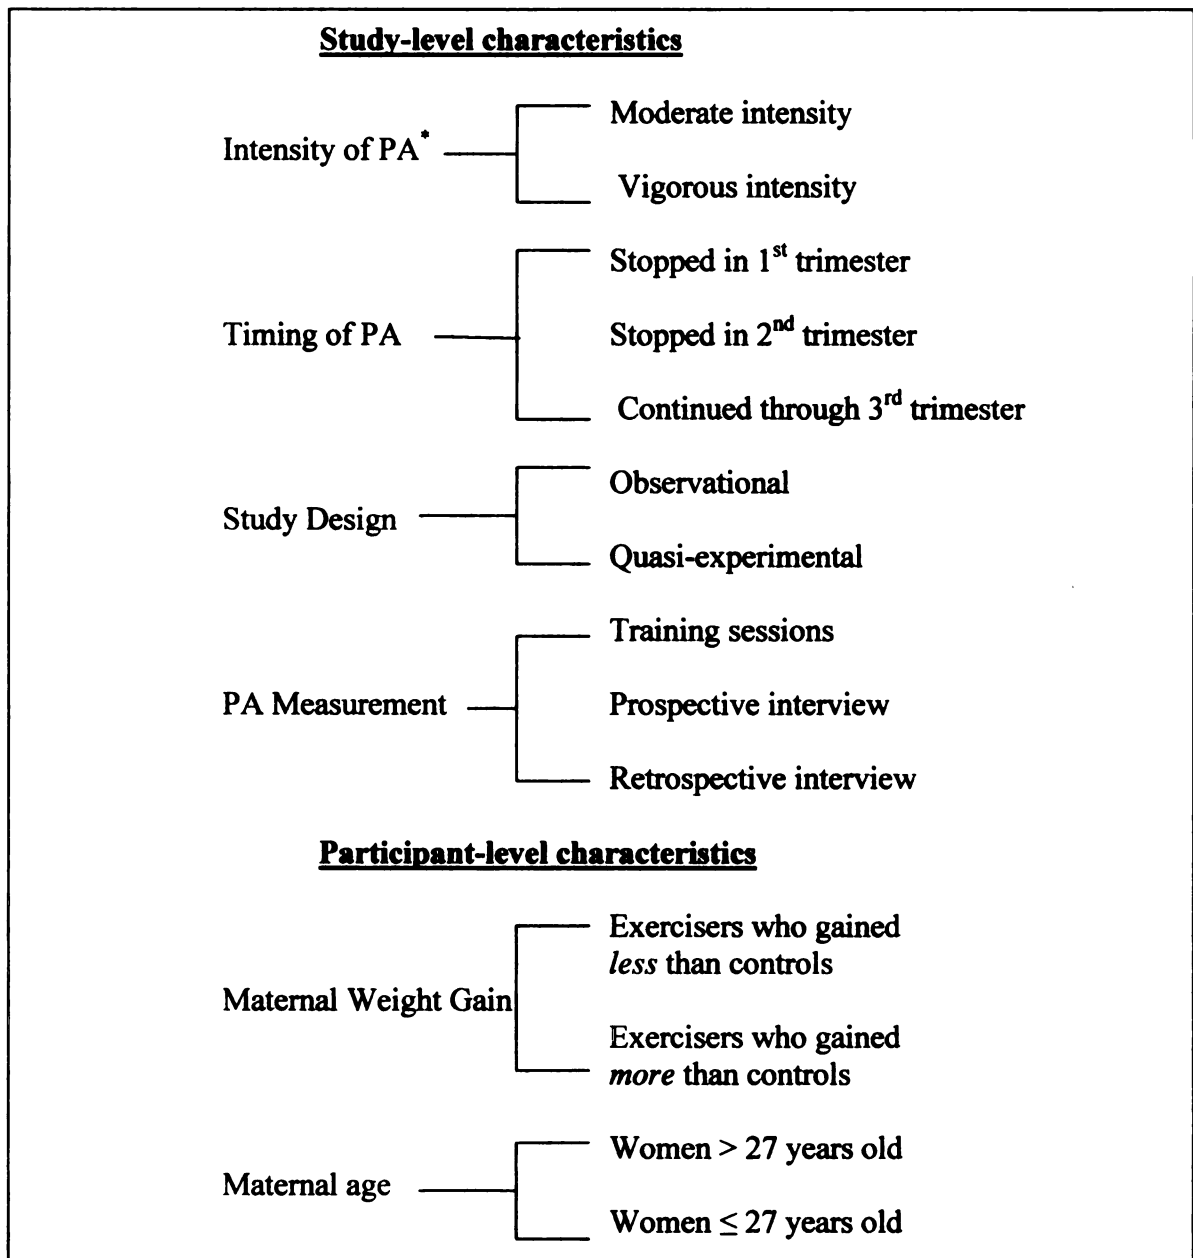 Study-level characteristics
Moderate intensity
Intensity of PA*
Vigorous intensity
Stopped in 1st trimester
Timing of PA
Stopped in 2nd trimester
Continued through 3rd trimester
Observational
Study Design
Quasi-experimental
Training sessions
PA Measurement
Prospective interview
Retrospective interview
Participant-level characteristics
Exercisers who gained
less than controls
Maternal Weight Gain
Exercisers who gained
more than controls
Women > 27 years old
Maternal age
Women ≤ 27 years old